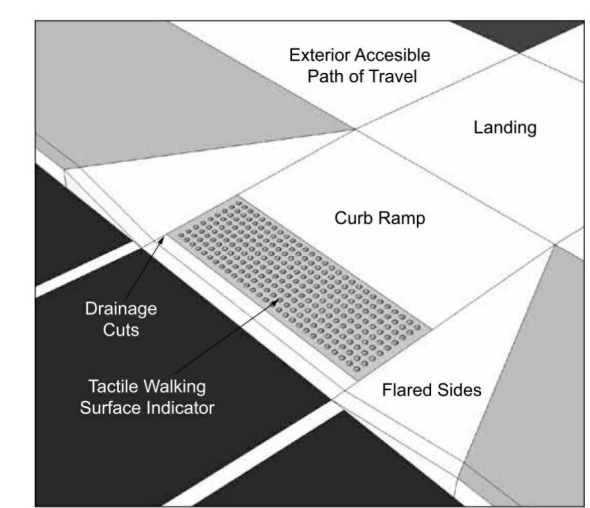 Exterior Accesible
Path of Travel
Landing
Curb Ramp
Drainage
Cuts
Tactile Walking
Surface Indicator
Flared Sides